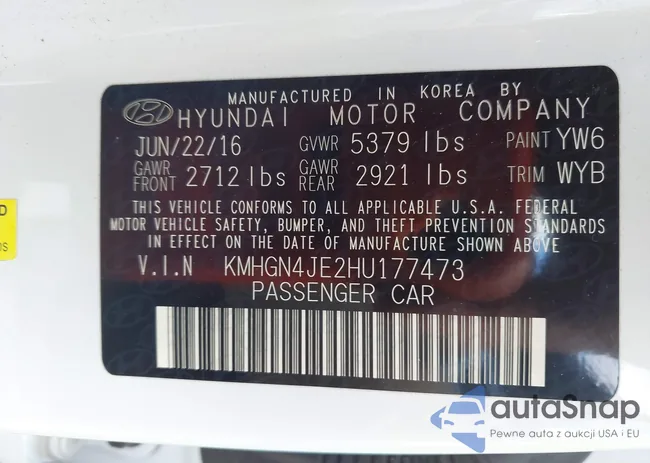 MANUFACTURED IN KOREA BY
HYUNDAI MOTOR COMPANY
JUN/22/16 GVWR 5379 lbs PAINT YW6
GAWR FRONT 2712 lbs GAWR REAR 2921 lbs TRIM WYB
THIS VEHICLE CONFORMS TO ALL APPLICABLE U.S.A. FEDERAL
MOTOR VEHICLE SAFETY, BUMPER, AND THEFT PREVENTION STANDARDS
IN EFFECT ON THE DATE OF MANUFACTURE SHOWN ABOVE
V.I.N KMHGN4JE2HU177473
PASSENGER CAR
autaSnap
Pewne auta z aukcji USA i EU